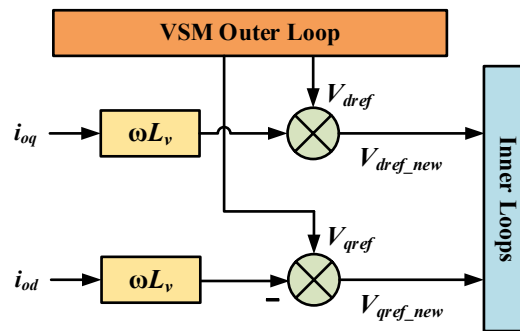 VSM Outer Loop
V_dref
i_oq
ωL_v
V_dref_new
Inner Loops
V_qref
i_od
ωL_v
-
V_qref_new